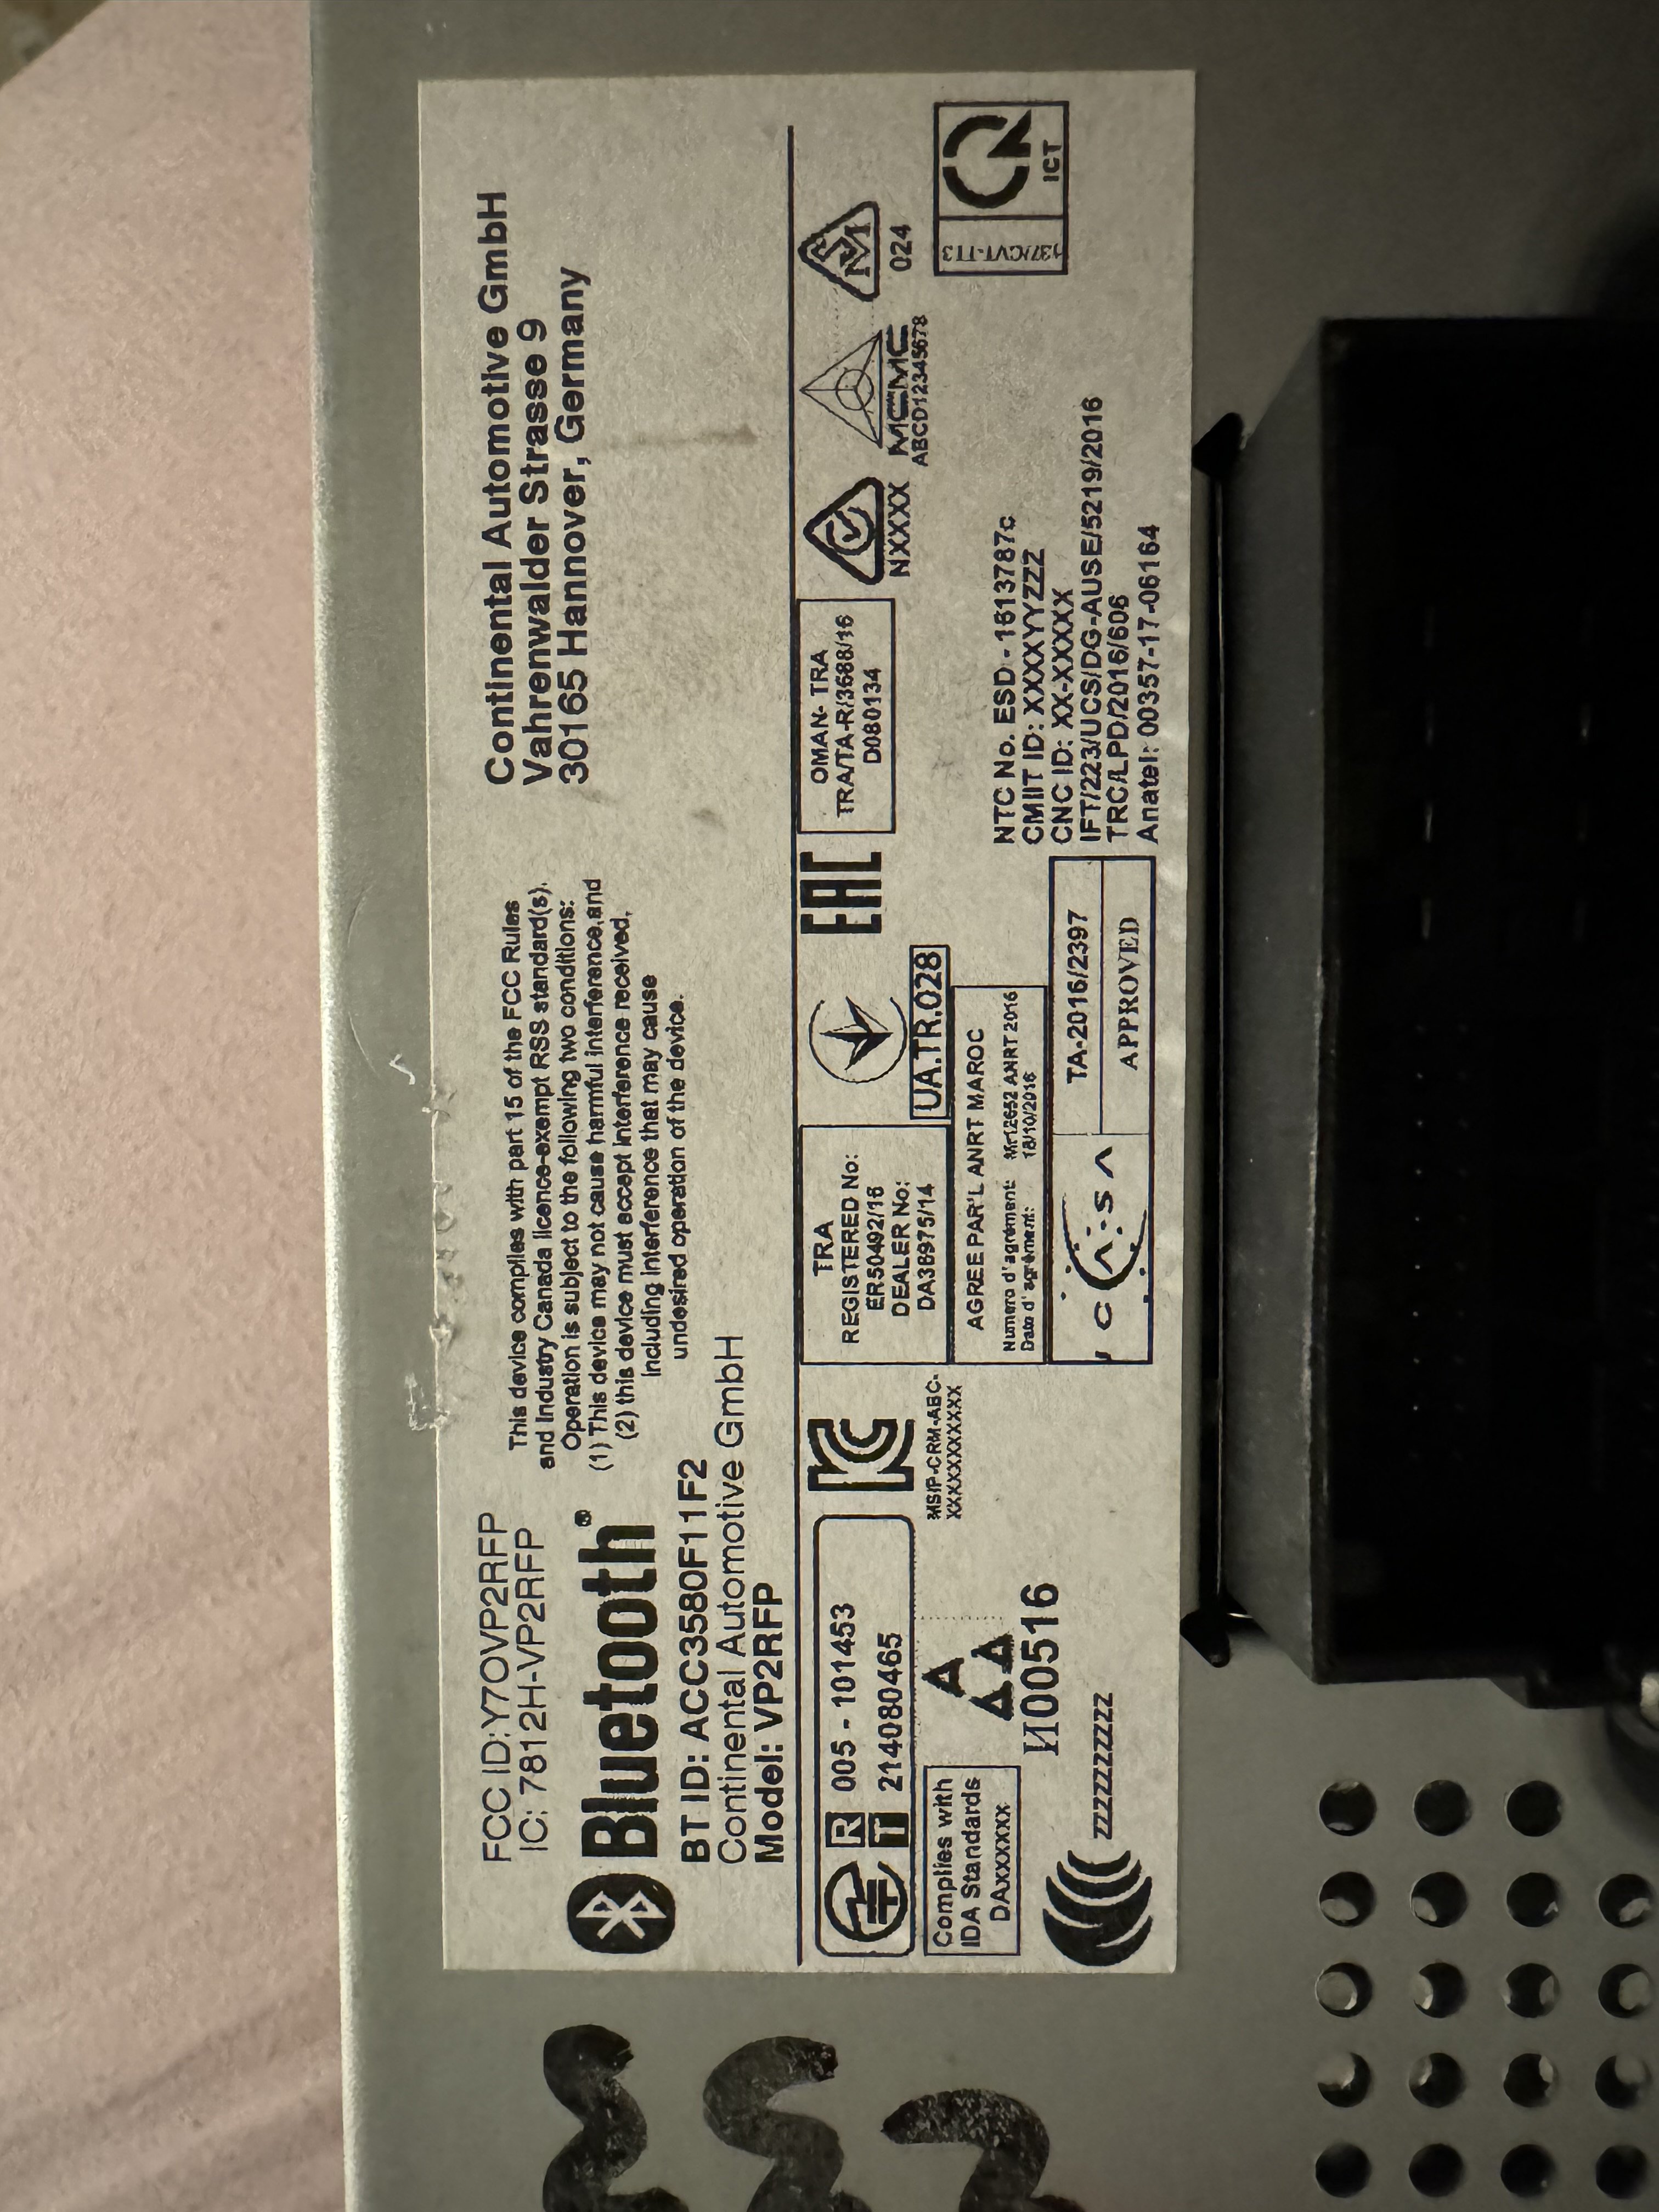 FCC ID:Y7OVP2RFP
IC: 7812H-VP2RFP
Bluetooth®
BT ID: ACC3580F11F2
Continental Automotive GmbH
Model: VP2RFP
This device complies with part 15 of the FCC Rules
and Industry Canada licence-exempt RSS standard(s).
Operation is subject to the following two conditions:
(1) This device may not cause harmful interference,and
(2) this device must accept interference received,
including interference that may cause
undesired operation of the device.
Continental Automotive GmbH
Vahrenwalder Strasse 9
30165 Hannover, Germany
R 005 - 101453
T 214080465
Complies with
IDA Standards
DAxxxxxx
И00516
ZZZZZZZZZ
KC
MSIP-CRM-ABC-
XXXXXXXXXXX
TRA
REGISTERED No:
ER50492/16
DEALER No:
DA36975/14
UA.TR.028
EAC
OMAN- TRA
TRA/TA-R/3688/16
D080134
NXXXX
MCMC
ABCD12345678
024
AGREE PAR'L ANRT MAROC
Numero d'agrément: Mr12652 ANRT 2016
Date d'agrément: 18/10/2016
TA-2016/2397
APPROVED
NTC No. ESD - 1613787c
CMIIT ID: XXXXYYZZZ
CNC ID: XX-XXXXX
IFT/223/UCS/DG-AUSE/5219/2016
TRC/LPD/2016/606
Anatel: 00357-17-06164
ICT